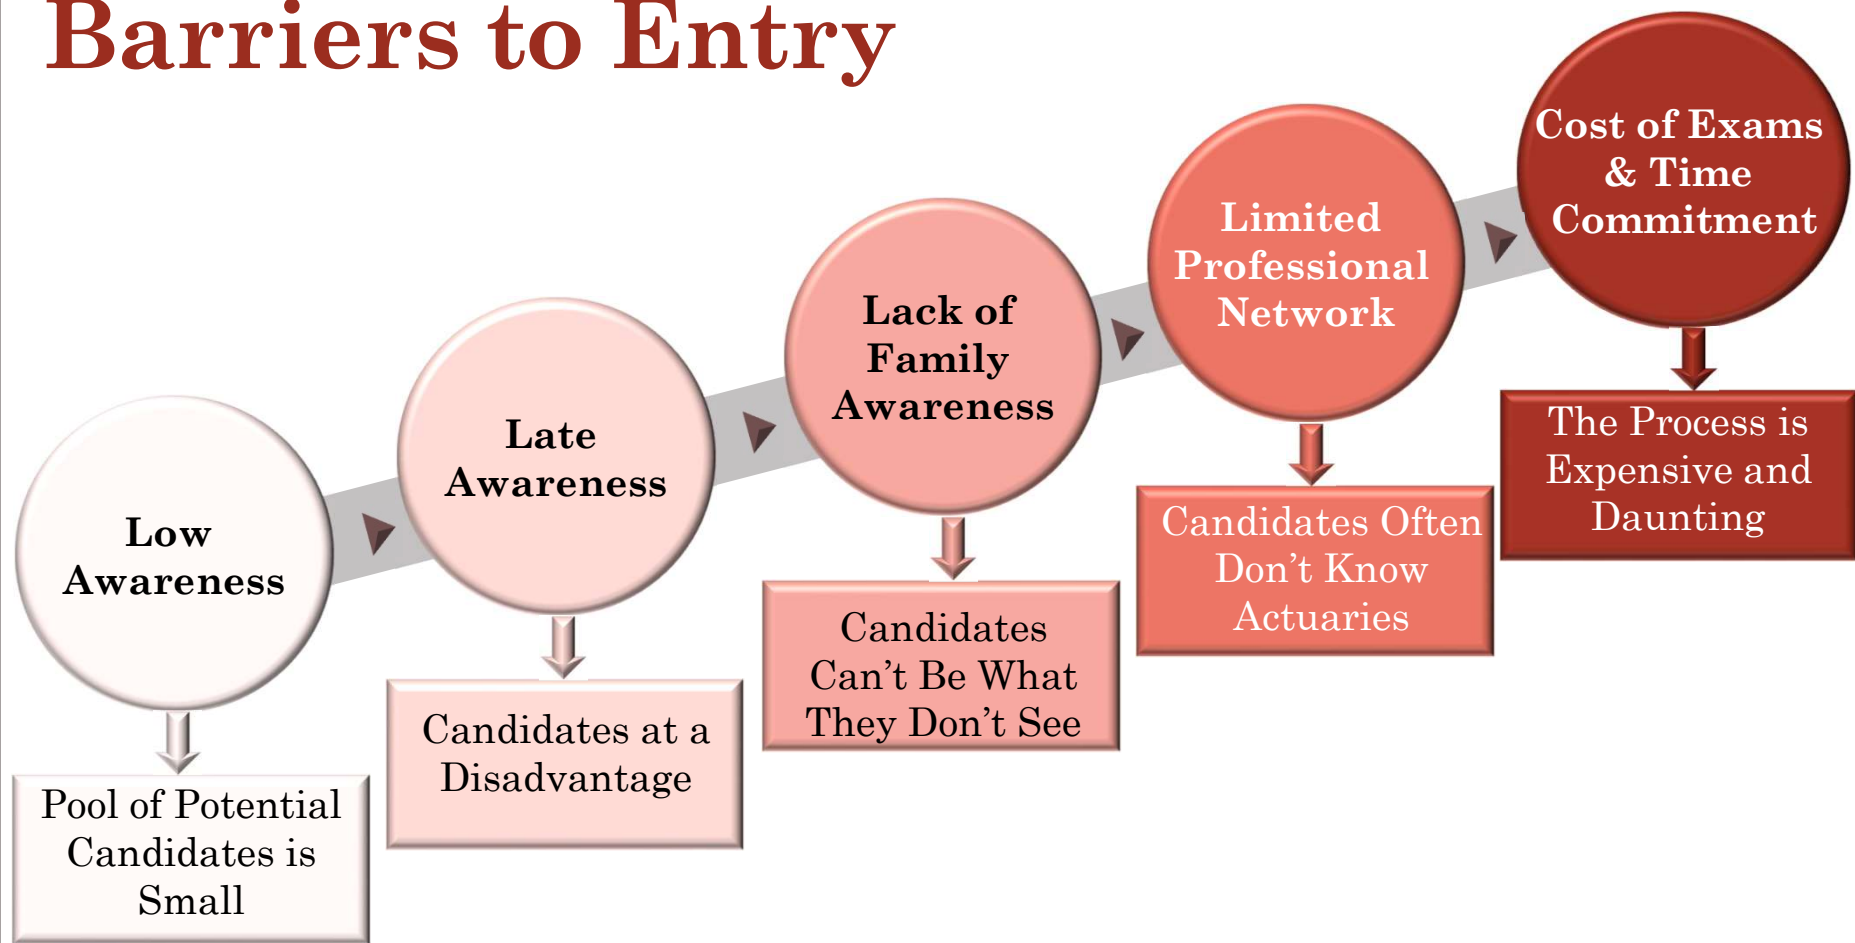 Barriers to Entry
Low
Awareness
Pool of Potential
Candidates is
Small
Late
Awareness
Candidates at a
Disadvantage
Lack of
Family
Awareness
Candidates
Can’t Be What
They Don’t See
Limited
Professional
Network
Candidates Often
Don’t Know
Actuaries
Cost of Exams
& Time
Commitment
The Process is
Expensive and
Daunting